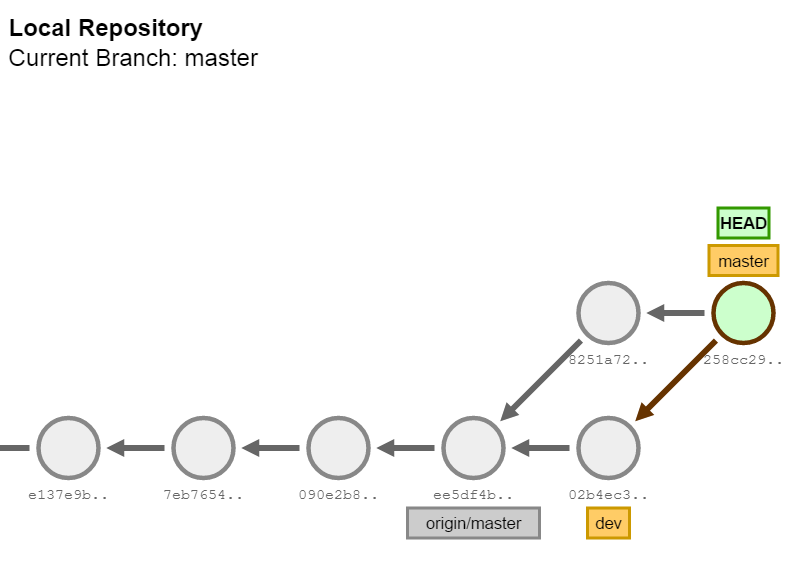 Local Repository
Current Branch: master
HEAD
master
8251a72..
258cc29..
e137e9b..
7eb7654..
090e2b8..
ee5df4b..
02b4ec3..
origin/master
dev